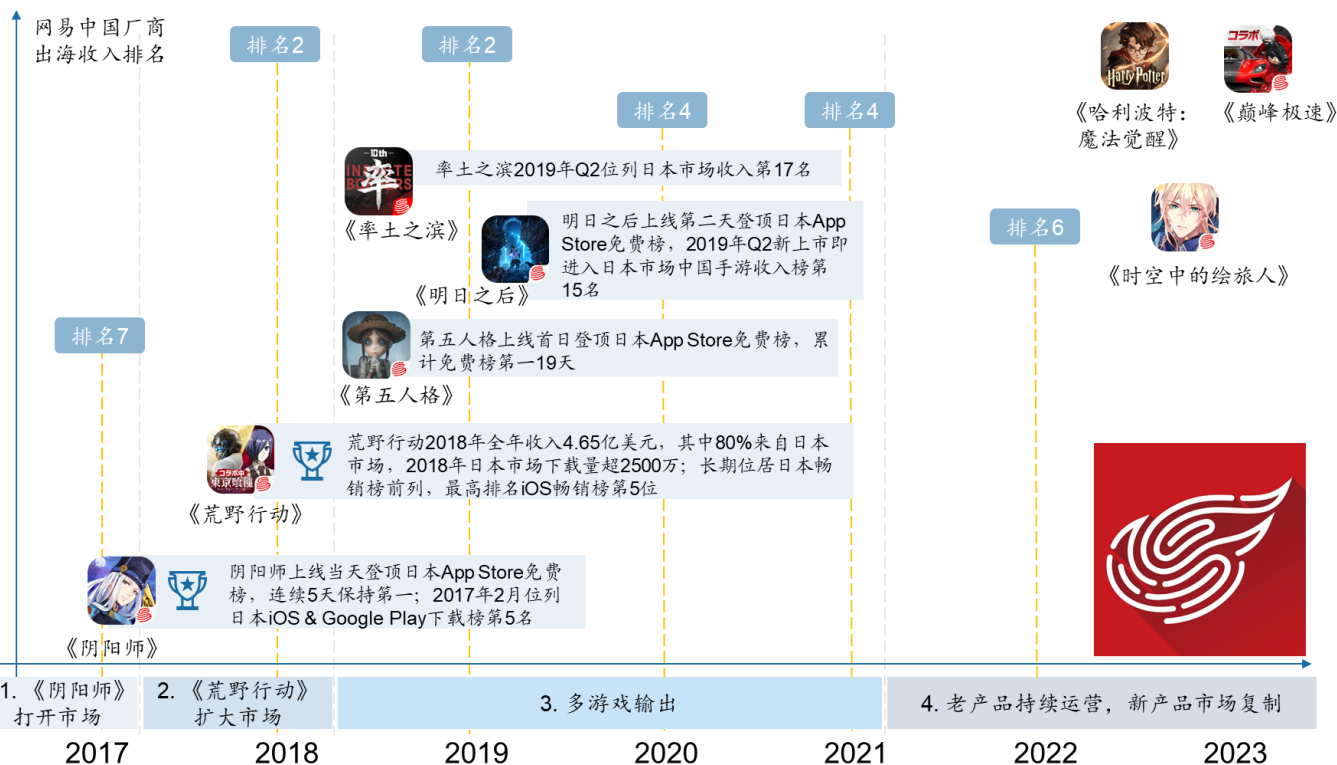 网易中国厂商
出海收入排名
排名2
排名2
排名4
排名4
Harry Potter
コラボ
《哈利波特:
魔法觉醒》
《巅峰极速》
10th
INFINITE
BORDERS
率
率土之滨2019年Q2位列日本市场收入第17名
《率土之滨》
明日之后上线第二天登顶日本App
Store免费榜，2019年Q2新上市即
进入日本市场中国手游收入榜第
15名
《明日之后》
排名6
《时空中的绘旅人》
排名7
第五人格上线首日登顶日本App Store免费榜，累
计免费榜第一19天
《第五人格》
コラボ中
東京喰種
荒野行动2018年全年收入4.65亿美元，其中80%来自日本
市场，2018年日本市场下载量超2500万；长期位居日本畅
销榜前列，最高排名iOS畅销榜第5位
《荒野行动》
阴阳师上线当天登顶日本App Store免费
榜，连续5天保持第一；2017年2月位列
日本iOS & Google Play下载榜第5名
《阴阳师》
1. 《阴阳师》
打开市场
2. 《荒野行动》
扩大市场
3. 多游戏输出
4. 老产品持续运营，新产品市场复制
2017
2018
2019
2020
2021
2022
2023